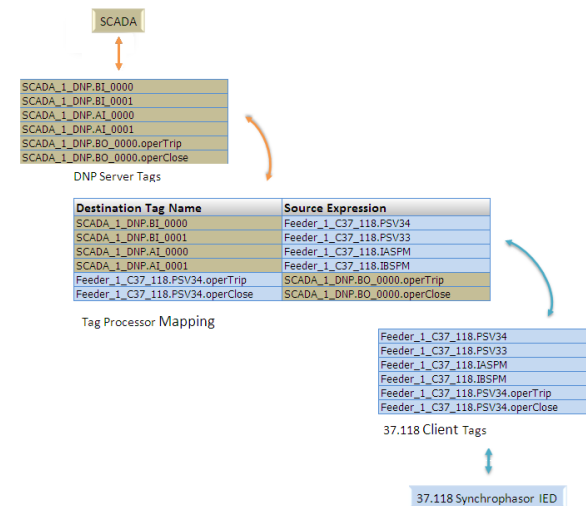 SCADA
SCADA_1_DNP.BI_0000
SCADA_1_DNP.BI_0001
SCADA_1_DNP.AI_0000
SCADA_1_DNP.AI_0001
SCADA_1_DNP.BO_0000.operTrip
SCADA_1_DNP.BO_0000.operClose
DNP Server Tags
Destination Tag Name Source Expression
SCADA_1_DNP.BI_0000 Feeder_1_C37_118.PSV34
SCADA_1_DNP.BI_0001 Feeder_1_C37_118.PSV33
SCADA_1_DNP.AI_0000 Feeder_1_C37_118.IASPM
SCADA_1_DNP.AI_0001 Feeder_1_C37_118.IBSPM
Feeder_1_C37_118.PSV34.operTrip SCADA_1_DNP.BO_0000.operTrip
Feeder_1_C37_118.PSV34.operClose SCADA_1_DNP.BO_0000.operClose
Tag Processor Mapping
Feeder_1_C37_118.PSV34
Feeder_1_C37_118.PSV33
Feeder_1_C37_118.IASPM
Feeder_1_C37_118.IBSPM
Feeder_1_C37_118.PSV34.operTrip
Feeder_1_C37_118.PSV34.operClose
37.118 Client Tags
37.118 Synchrophasor IED